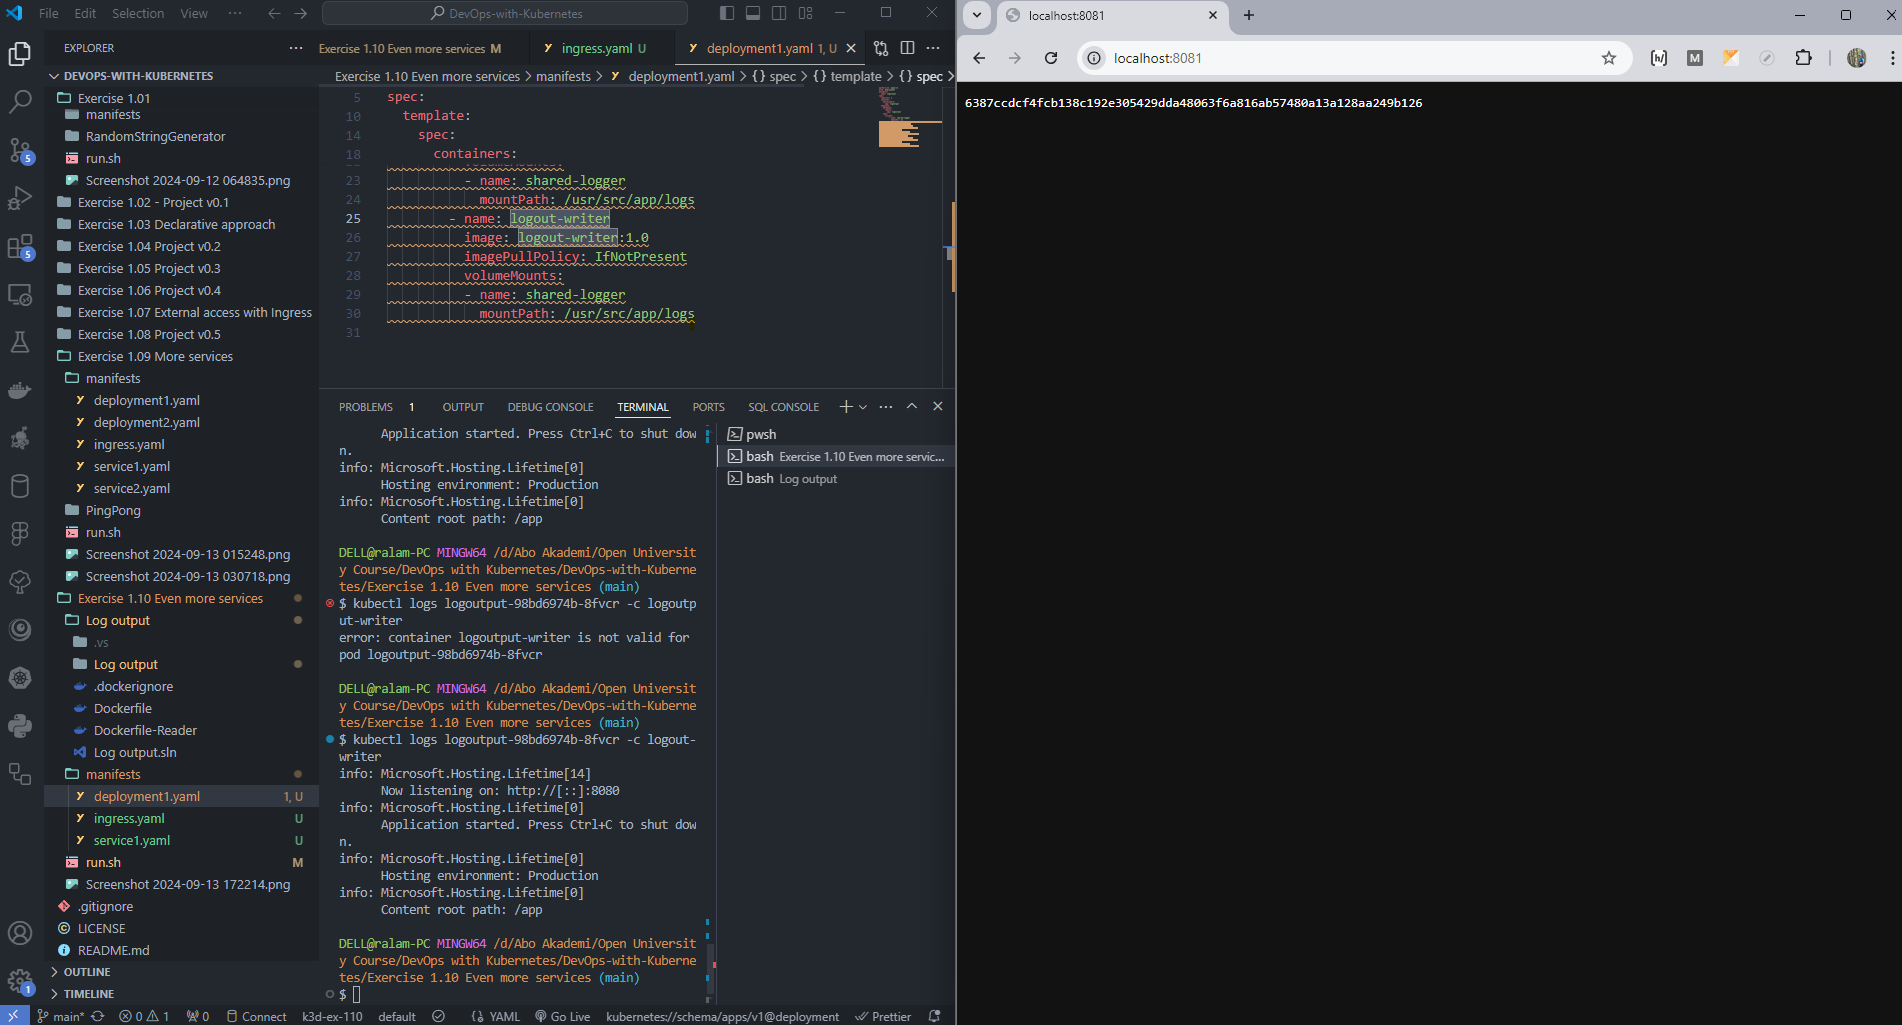 File Edit Selection View ··· DevOps-with-Kubernetes
EXPLORER ···
DEVOPS-WITH-KUBERNETES
Exercise 1.01
manifests
RandomStringGenerator
run.sh
Screenshot 2024-09-12 064835.png
Exercise 1.02 - Project v0.1
Exercise 1.03 Declarative approach
Exercise 1.04 Project v0.2
Exercise 1.05 Project v0.3
Exercise 1.06 Project v0.4
Exercise 1.07 External access with Ingress
Exercise 1.08 Project v0.5
Exercise 1.09 More services
manifests
deployment1.yaml
deployment2.yaml
ingress.yaml
service1.yaml
service2.yaml
PingPong
run.sh
Screenshot 2024-09-13 015248.png
Screenshot 2024-09-13 030718.png
Exercise 1.10 Even more services
Log output
.vs
Log output
.dockerignore
Dockerfile
Dockerfile-Reader
Log output.sln
manifests
deployment1.yaml 1, U
ingress.yaml U
service1.yaml U
run.sh M
Screenshot 2024-09-13 172214.png
.gitignore
LICENSE
README.md
OUTLINE
TIMELINE
5
5
1
Exercise 1.10 Even more services M ingress.yaml U deployment1.yaml 1, U
Exercise 1.10 Even more services > manifests > deployment1.yaml > {} spec > {} template > {} spec >
5 spec:
10 template:
14 spec:
18 containers:
23 - name: shared-logger
24 mountPath: /usr/src/app/logs
25 - name: logout-writer
26 image: logout-writer:1.0
27 imagePullPolicy: IfNotPresent
28 volumeMounts:
29 - name: shared-logger
30 mountPath: /usr/src/app/logs
31
PROBLEMS 1 OUTPUT DEBUG CONSOLE TERMINAL PORTS SQL CONSOLE
Application started. Press Ctrl+C to shut dow
n.
info: Microsoft.Hosting.Lifetime[0]
Hosting environment: Production
info: Microsoft.Hosting.Lifetime[0]
Content root path: /app
DELL@ralam-PC MINGW64 /d/Abo Akademi/Open Universit
y Course/DevOps with Kubernetes/DevOps-with-Kuberne
tes/Exercise 1.10 Even more services (main)
$ kubectl logs logoutput-98bd6974b-8fvcr -c logoutp
ut-writer
error: container logoutput-writer is not valid for
pod logoutput-98bd6974b-8fvcr
DELL@ralam-PC MINGW64 /d/Abo Akademi/Open Universit
y Course/DevOps with Kubernetes/DevOps-with-Kuberne
tes/Exercise 1.10 Even more services (main)
$ kubectl logs logoutput-98bd6974b-8fvcr -c logout-
writer
info: Microsoft.Hosting.Lifetime[14]
Now listening on: http://[::]:8080
info: Microsoft.Hosting.Lifetime[0]
Application started. Press Ctrl+C to shut dow
n.
info: Microsoft.Hosting.Lifetime[0]
Hosting environment: Production
info: Microsoft.Hosting.Lifetime[0]
Content root path: /app
DELL@ralam-PC MINGW64 /d/Abo Akademi/Open Universit
y Course/DevOps with Kubernetes/DevOps-with-Kuberne
tes/Exercise 1.10 Even more services (main)
$
pwsh
bash Exercise 1.10 Even more servic...
bash Log output
main* 0 1 0 Connect k3d-ex-110 default YAML Go Live kubernetes://schema/apps/v1@deployment Prettier
localhost:8081
localhost:8081
6387ccdcf4fcb138c192e305429dda48063f6a816ab57480a13a128aa249b126